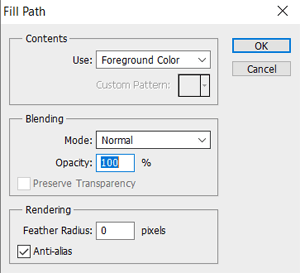 Fill Path
Contents
OK
Use: Foreground Color
Cancel
Custom Pattern:
Blending
Mode: Normal
Opacity: 100 %
Preserve Transparency
Rendering
Feather Radius: 0 pixels
Anti-alias